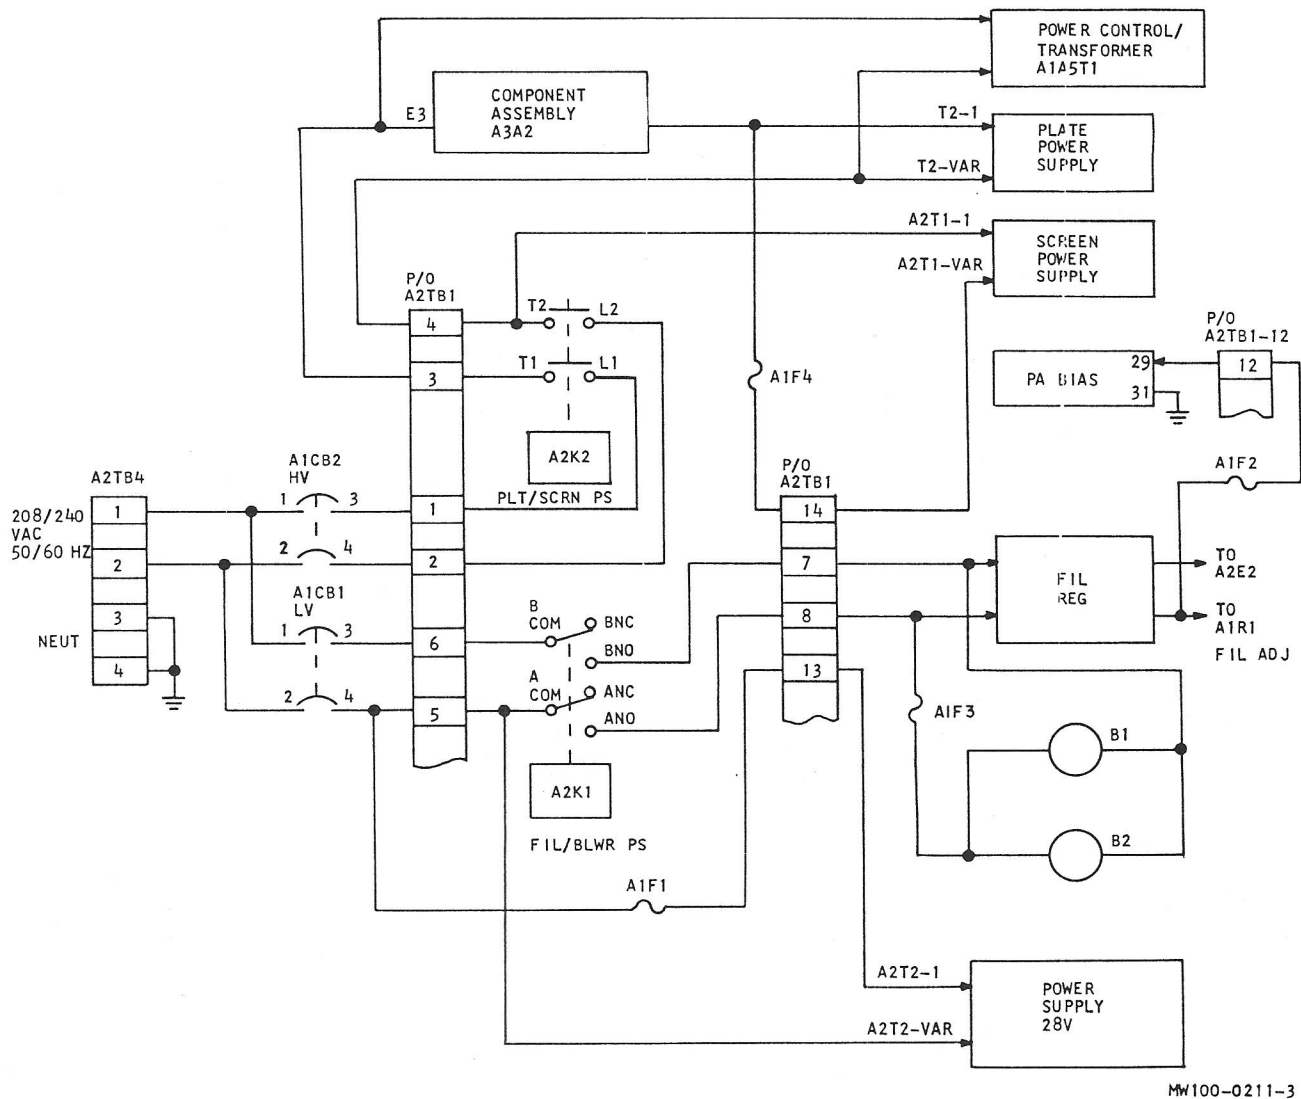 POWER CONTROL/
TRANSFORMER
A1A5T1
E3
COMPONENT
ASSEMBLY
A3A2
T2-1
PLATE
POWER
SUPPLY
T2-VAR
A2T1-1
SCREEN
POWER
SUPPLY
A2T1-VAR
P/O
A2TB1
4
3
1
2
6
5
T2
L2
T1
L1
A2K2
PLT/SCRN PS
A1F4
P/O
A2TB1-12
12
PA BIAS
29
31
A1F2
A2TB4
1
2
3
4
208/240
VAC
50/60 HZ
NEUT
A1CB2
HV
1
3
2
4
A1CB1
LV
1
3
2
4
B
COM
BNC
BNO
A
COM
ANC
ANO
A2K1
FIL/BLWR PS
P/O
A2TB1
14
7
8
13
FIL
REG
TO
A2E2
TO
A1R1
FIL ADJ
A1F3
B1
B2
A1F1
A2T2-1
A2T2-VAR
POWER
SUPPLY
28V
MW100-0211-3